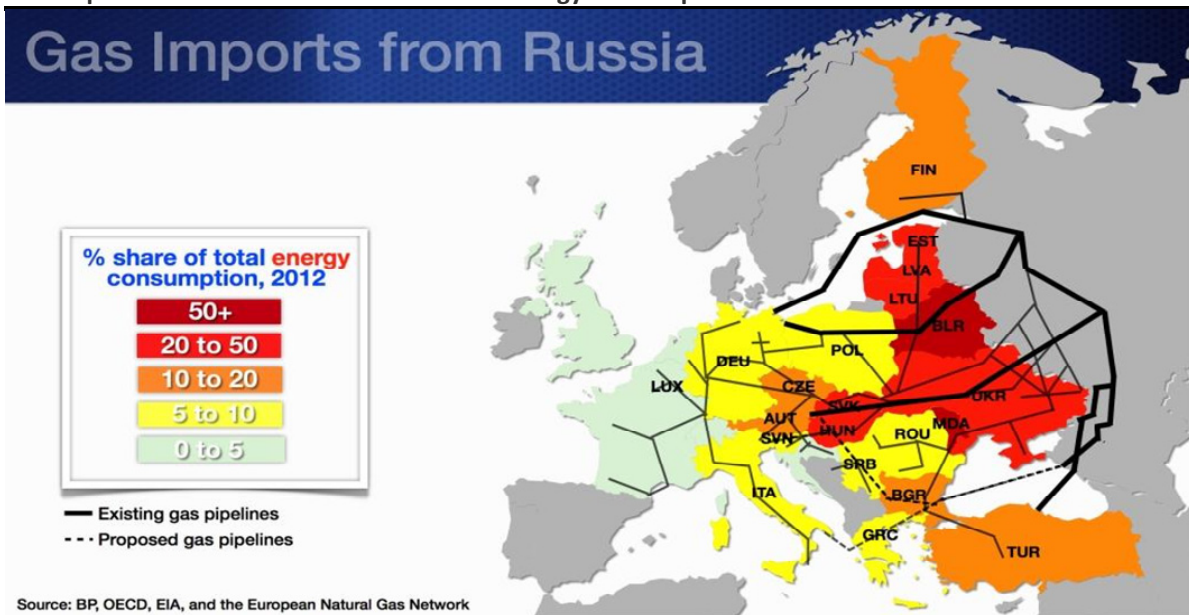 Gas Imports from Russia
% share of total energy
consumption, 2012
50+
20 to 50
10 to 20
5 to 10
0 to 5
Existing gas pipelines
Proposed gas pipelines
FIN
EST
LVA
LTU
BLR
POL
DEU
LUX
CZE
SVK
UKR
AUT
HUN
MDA
SVN
ROU
SRB
ITA
BGR
GRC
TUR
Source: BP, OECD, EIA, and the European Natural Gas Network